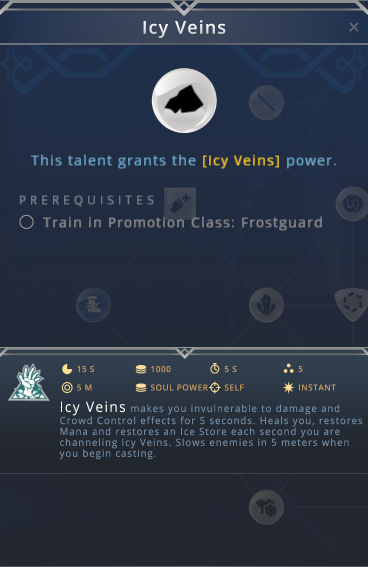 Icy Veins
This talent grants the [Icy Veins] power.
PREREQUISITES
Train in Promotion Class: Frostguard
15 S 1000 5 S 5
5 M SOUL POWER SELF INSTANT
Icy Veins makes you invulnerable to damage and
Crowd Control effects for 5 seconds. Heals you, restores
Mana and restores an Ice Store each second you are
channeling Icy Veins. Slows enemies in 5 meters when
you begin casting.